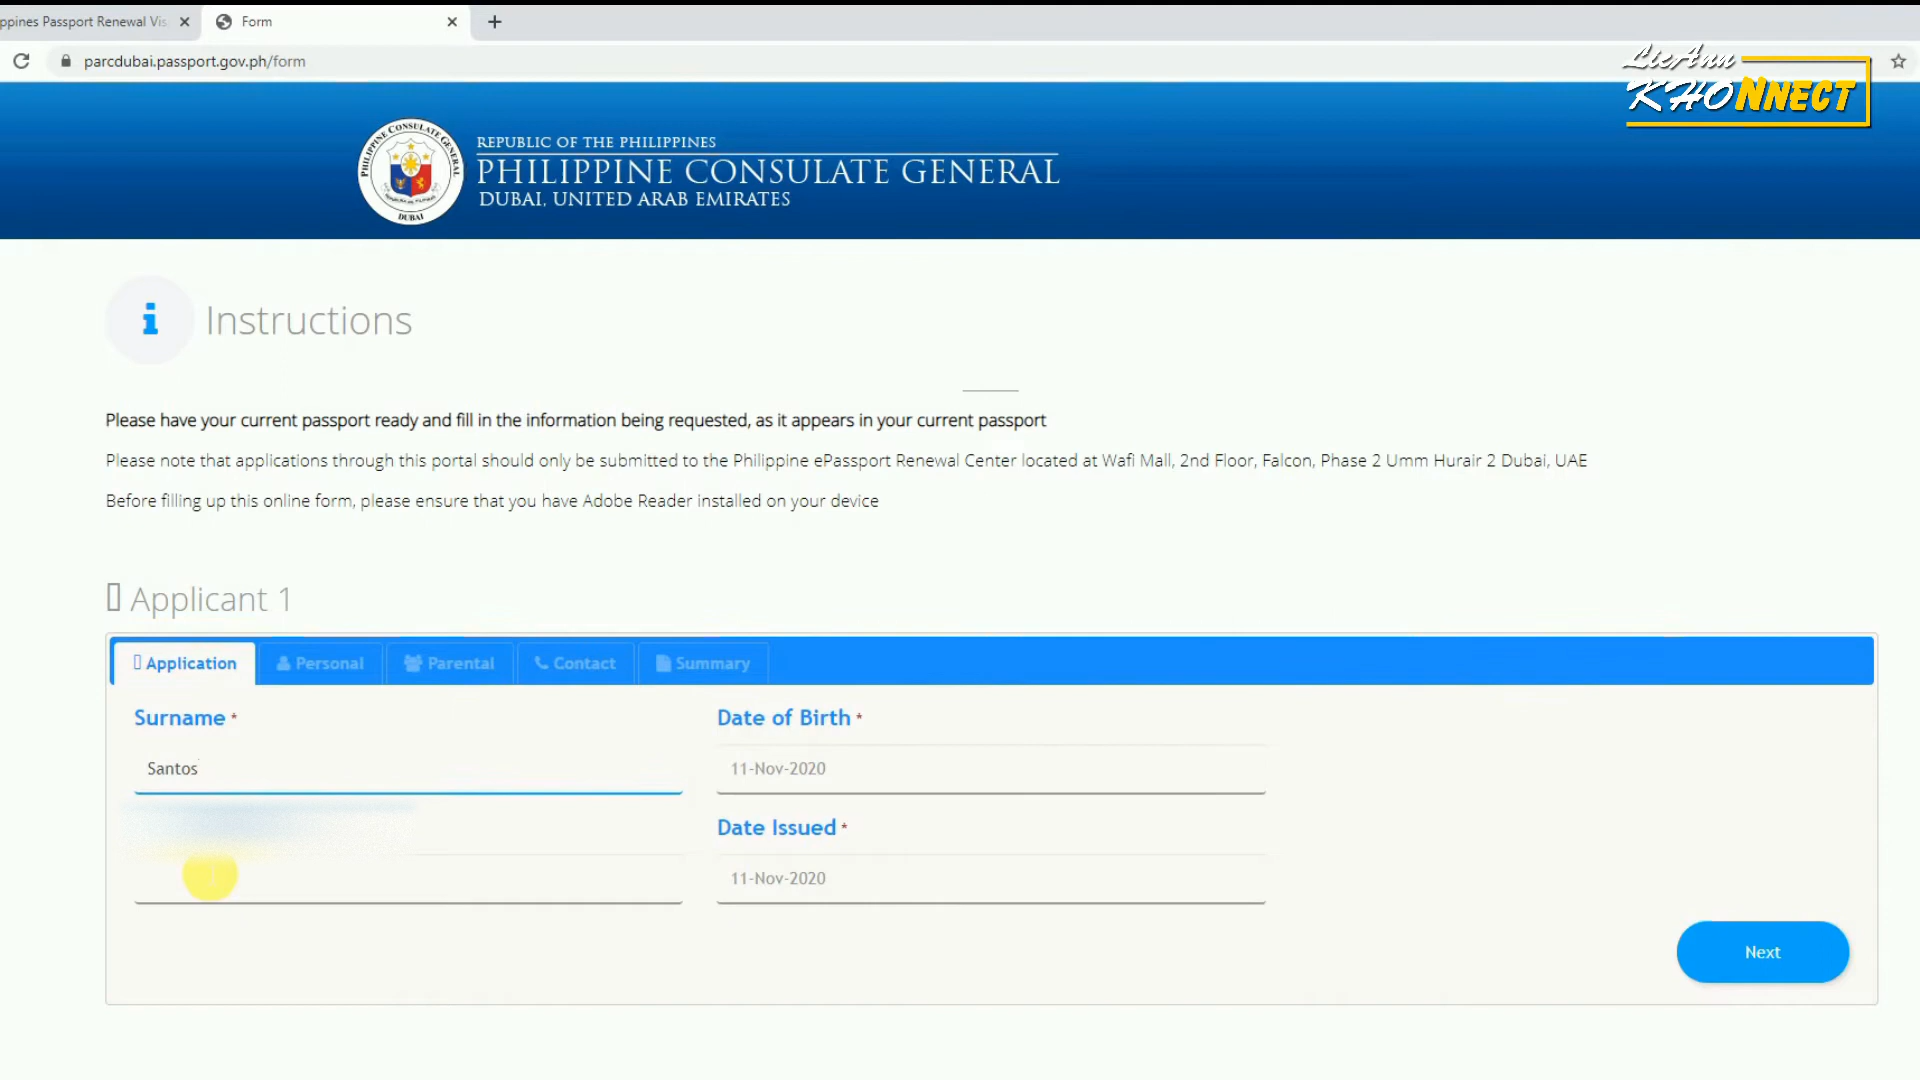 ppines Passport Renewal Vis
Form
parcdubai.passport.gov.ph/form
LieAnn
KHONNECT
PHILIPPINE CONSULATE GENERAL
DUBAI
REPUBLIC OF THE PHILIPPINES
PHILIPPINE CONSULATE GENERAL
DUBAI, UNITED ARAB EMIRATES
Instructions
Please have your current passport ready and fill in the information being requested, as it appears in your current passport
Please note that applications through this portal should only be submitted to the Philippine ePassport Renewal Center located at Wafi Mall, 2nd Floor, Falcon, Phase 2 Umm Hurair 2 Dubai, UAE
Before filling up this online form, please ensure that you have Adobe Reader installed on your device
Applicant 1
Application
Personal
Parental
Contact
Summary
Surname *
Date of Birth *
Santos
11-Nov-2020
Date Issued *
11-Nov-2020
Next